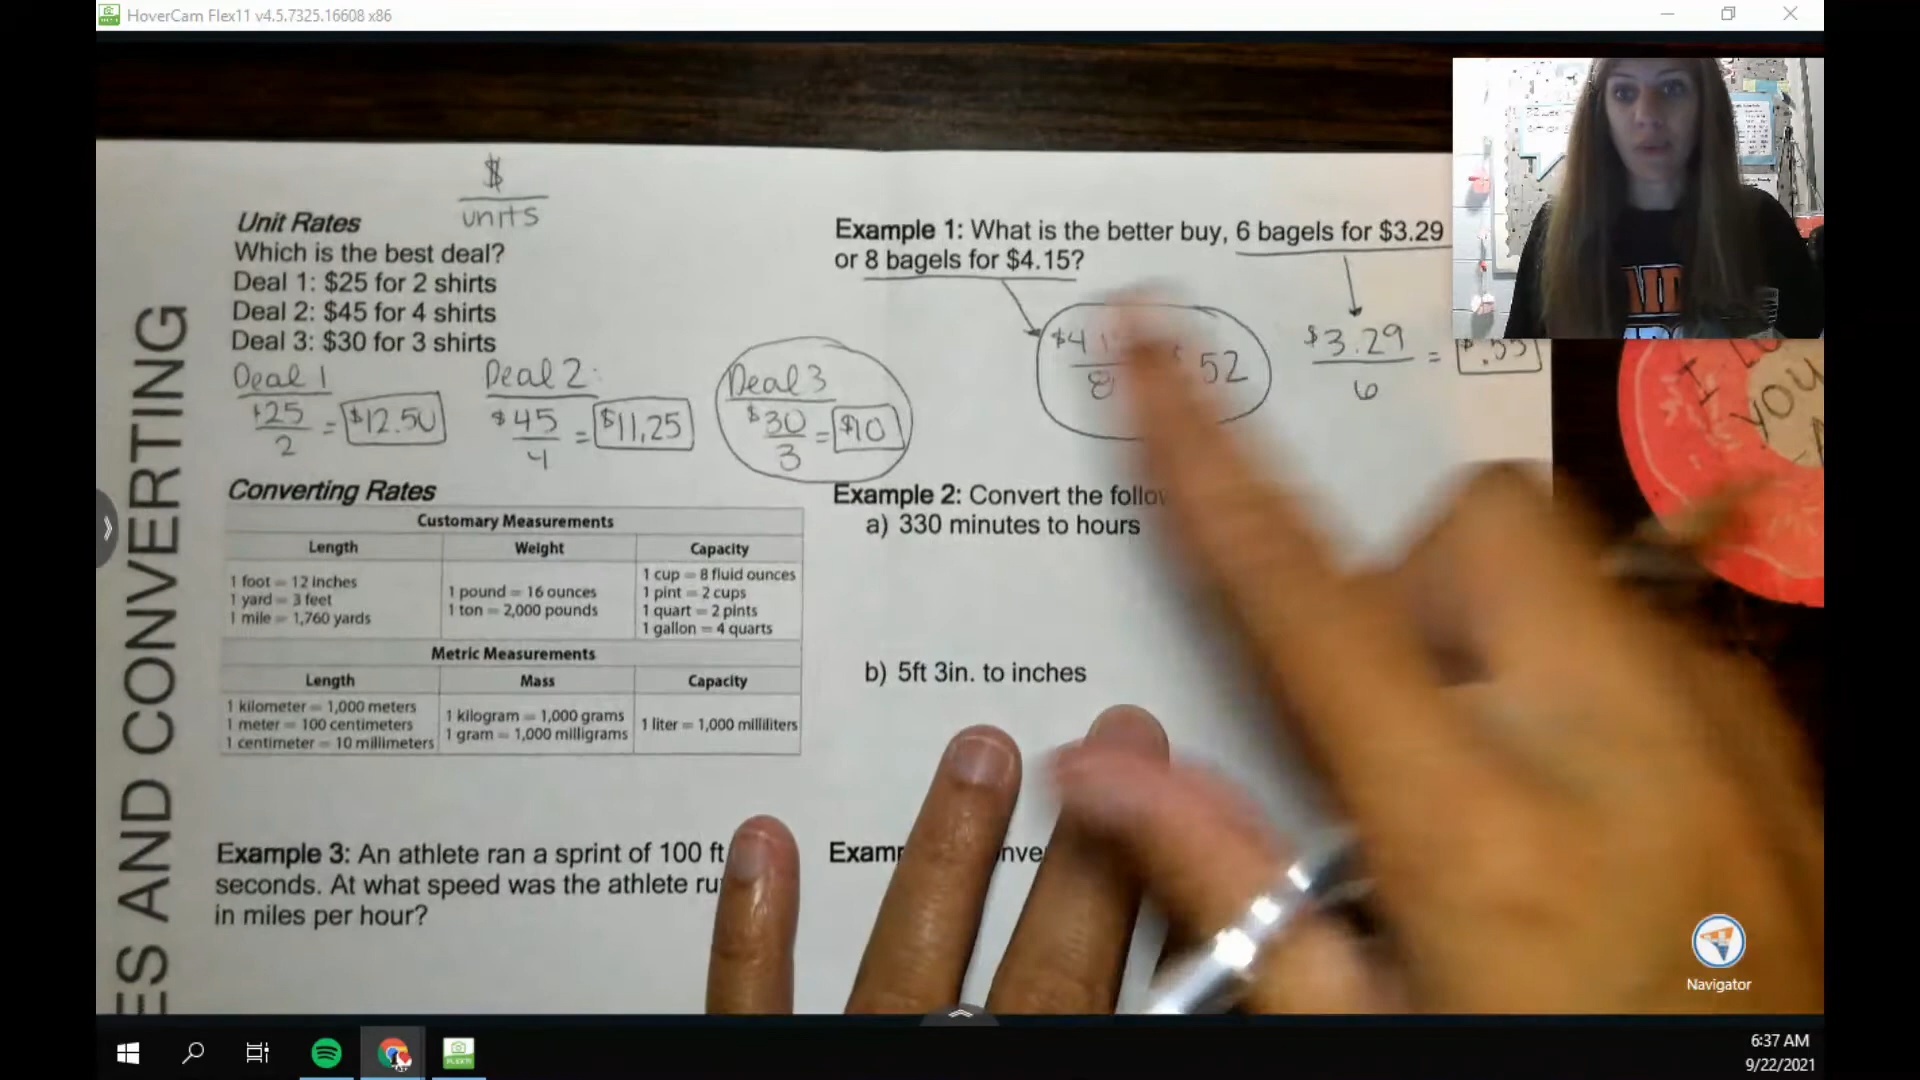 HoverCam Flex11 v4.5.7325.16608 x86
$
units
Unit Rates
Which is the best deal?
Deal 1: $25 for 2 shirts
Deal 2: $45 for 4 shirts
Deal 3: $30 for 3 shirts
Deal 1
$25
2
= $12.50
Deal 2:
$45
4
= $11,25
Deal 3
$30
3
= $10
Example 1: What is the better buy, 6 bagels for $3.29
or 8 bagels for $4.15?
8
52
$3.29
6
=
I
YOU
Converting Rates
Customary Measurements
Length Weight Capacity
1 foot = 12 inches
1 yard = 3 feet
1 mile = 1,760 yards
1 pound = 16 ounces
1 ton = 2,000 pounds
1 cup = 8 fluid ounces
1 pint = 2 cups
1 quart = 2 pints
1 gallon = 4 quarts
Metric Measurements
Length Mass Capacity
1 kilometer = 1,000 meters
1 meter = 100 centimeters
1 centimeter = 10 millimeters
1 kilogram = 1,000 grams
1 gram = 1,000 milligrams
1 liter = 1,000 milliliters
Example 2: Convert the
a) 330 minutes to hours
b) 5ft 3in. to inches
Example 3: An athlete ran a sprint of 100 ft
seconds. At what speed was the athlete
in miles per hour?
AND CONVERTING
Navigator
6:37 AM
9/22/2021